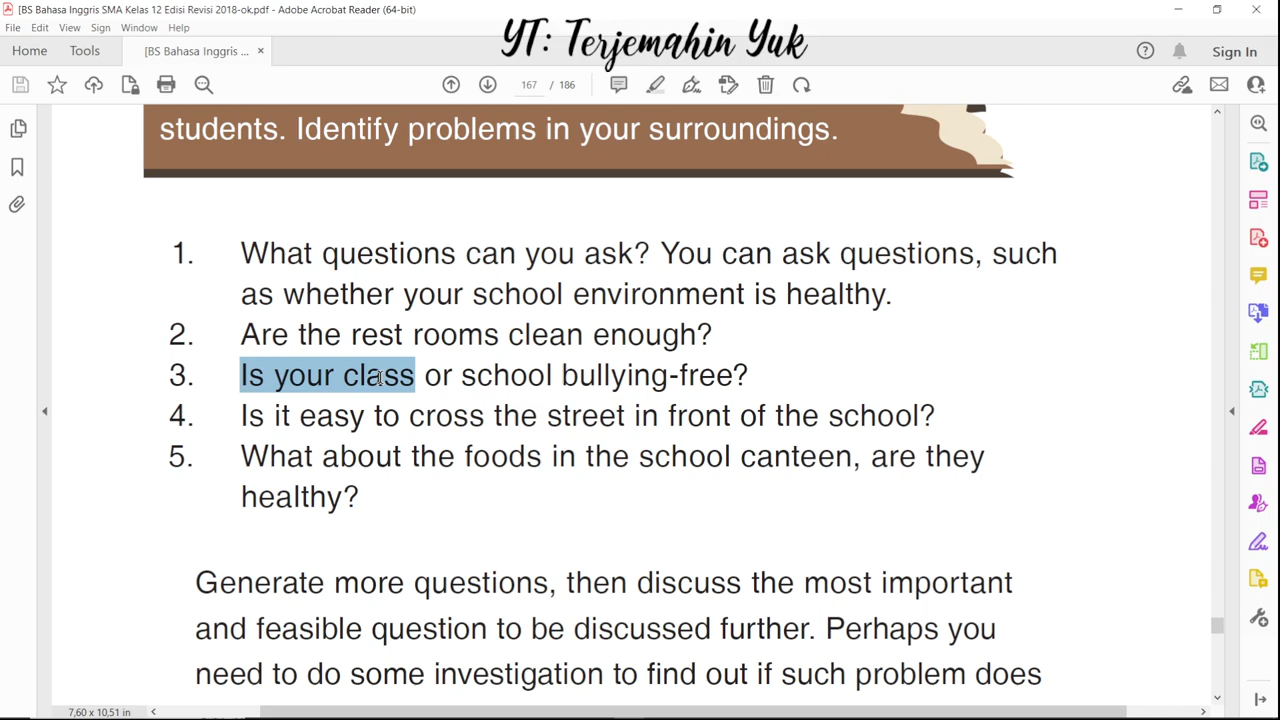 [BS Bahasa Inggris SMA Kelas 12 Edisi Revisi 2018-ok.pdf - Adobe Acrobat Reader (64-bit)
File Edit View Sign Window Help
YT: Terjemahin Yuk
Home Tools [BS Bahasa Inggris ... × Sign In
167 / 186
students. Identify problems in your surroundings.
1. What questions can you ask? You can ask questions, such
as whether your school environment is healthy.
2. Are the rest rooms clean enough?
3. Is your class or school bullying-free?
4. Is it easy to cross the street in front of the school?
5. What about the foods in the school canteen, are they
healthy?
Generate more questions, then discuss the most important
and feasible question to be discussed further. Perhaps you
need to do some investigation to find out if such problem does
7,60 x 10,51 in